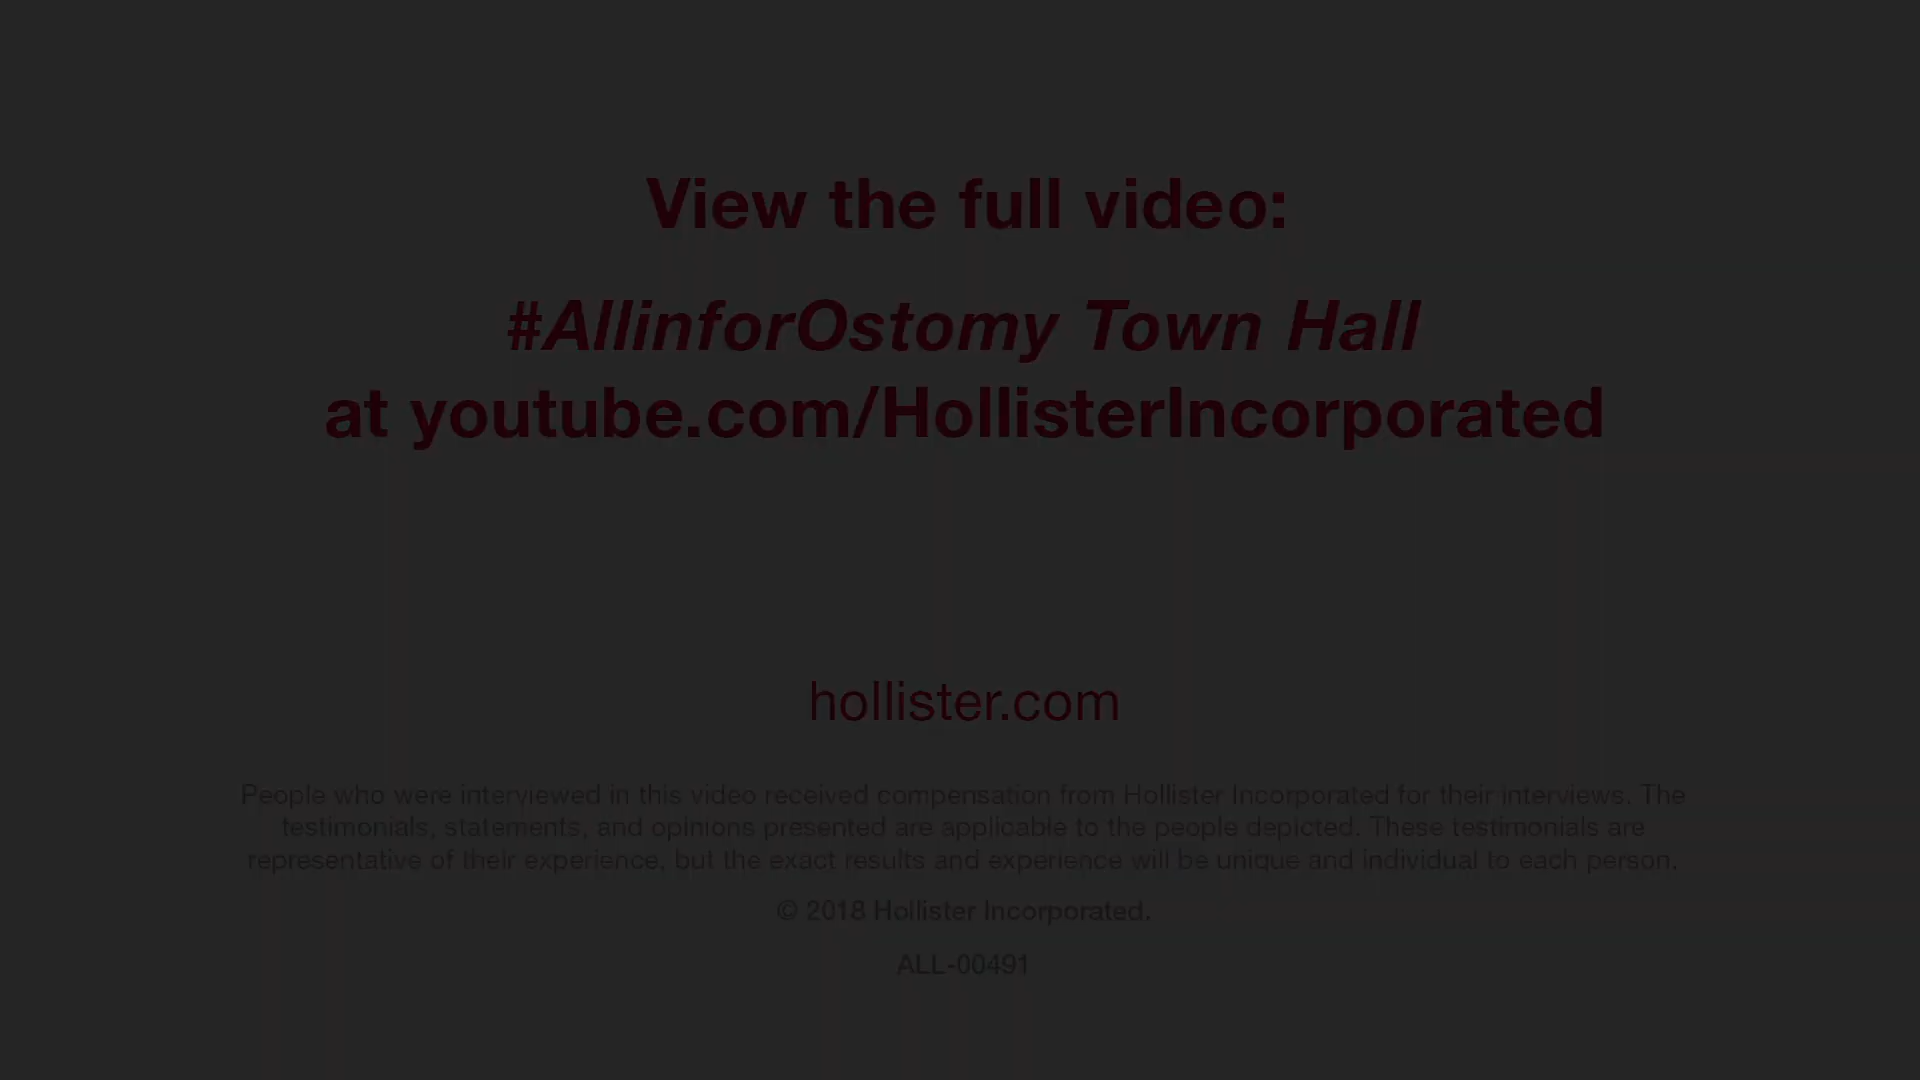 View the full video:
#AllinforOstomy Town Hall
at youtube.com/HollisterIncorporated
hollister.com
People who were interviewed in this video received compensation from Hollister Incorporated for their interviews. The
testimonials, statements, and opinions presented are applicable to the people depicted. These testimonials are
representative of their experience, but the exact results and experience will be unique and individual to each person.
© 2018 Hollister Incorporated.
ALL-00491